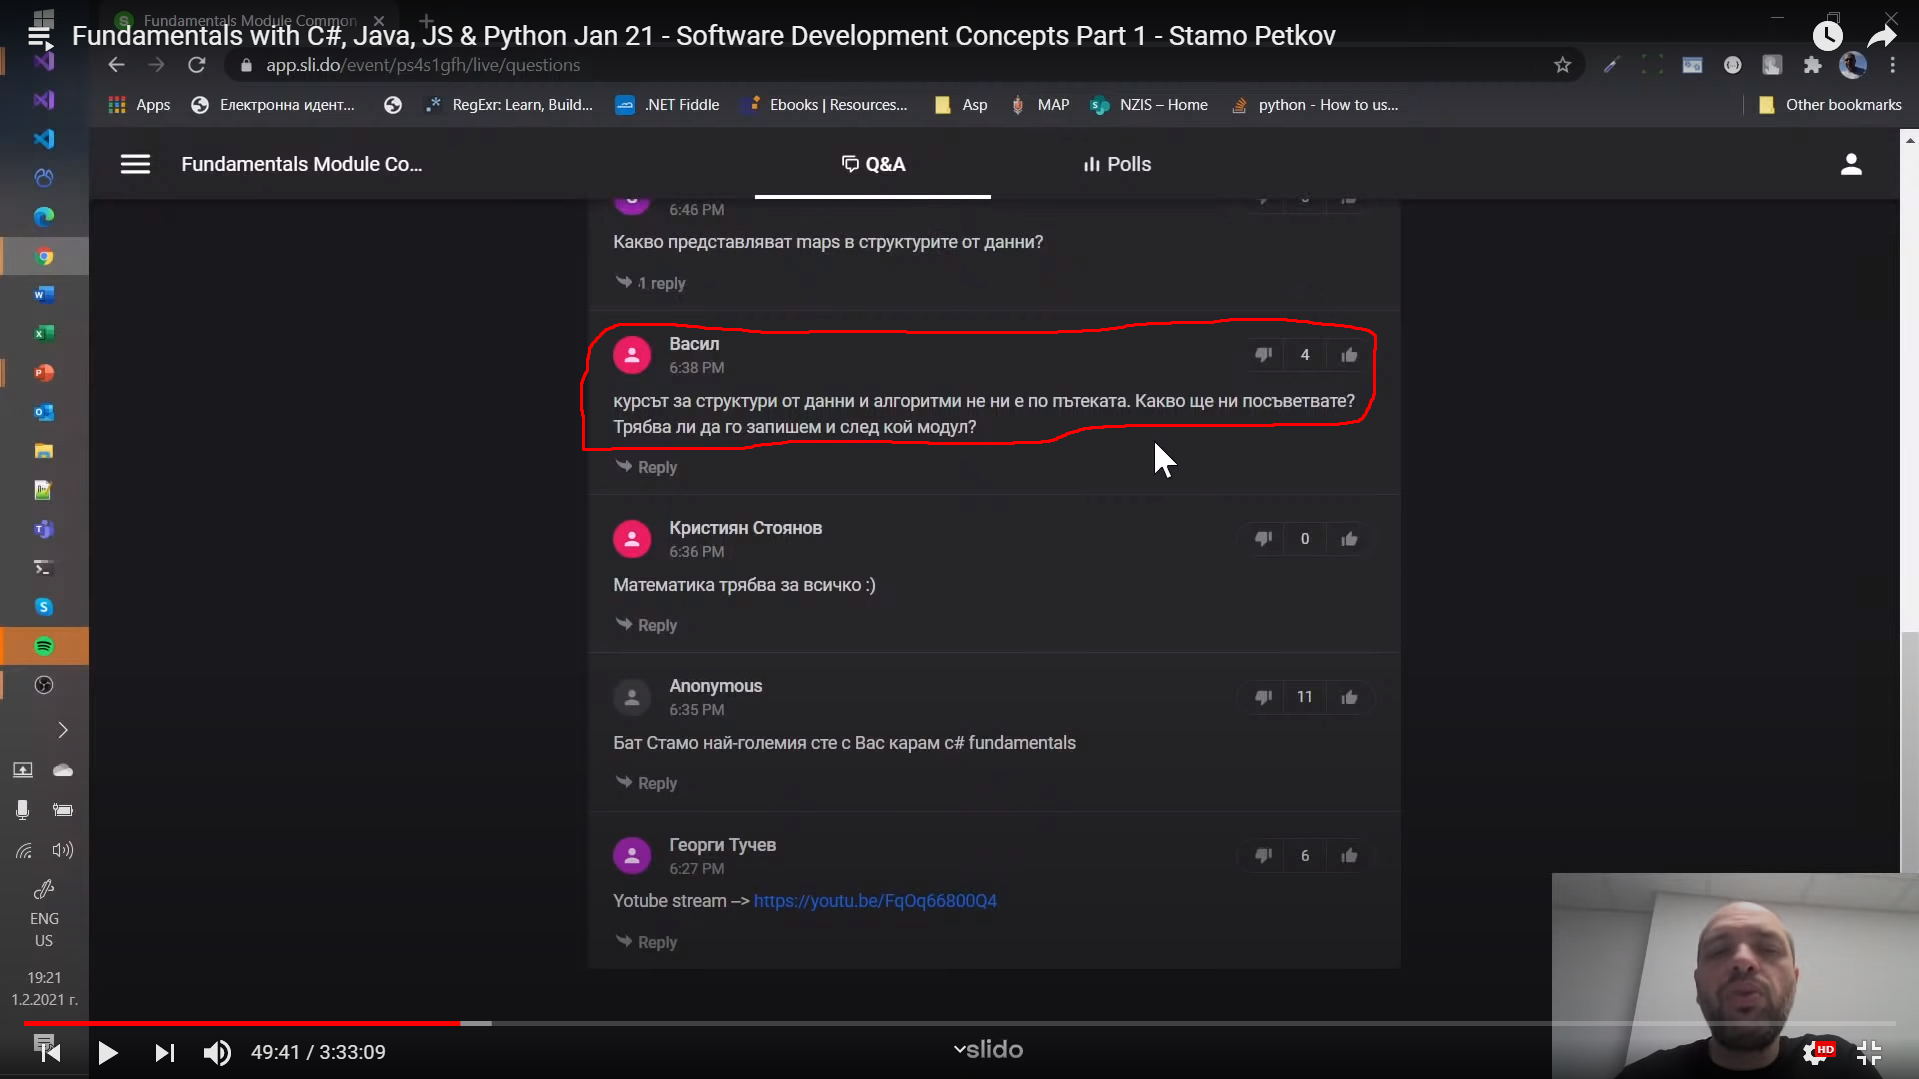 Fundamentals Module Common
Fundamentals with C#, Java, JS & Python Jan 21 - Software Development Concepts Part 1 - Stamo Petkov
app.sli.do/event/ps4s1gfh/live/questions
Apps
Електронна идент...
RegExr: Learn, Build...
.NET Fiddle
Ebooks | Resources...
Asp
MAP
NZIS – Home
python - How to us...
Other bookmarks
Fundamentals Module Co...
Q&A
Polls
6:46 PM
Какво представляват maps в структурите от данни?
1 reply
Васил
6:38 PM
4
курсът за структури от данни и алгоритми не ни е по пътеката. Какво ще ни посъветвате?
Трябва ли да го запишем и след кой модул?
Reply
Кристиян Стоянов
6:36 PM
0
Математика трябва за всичко :)
Reply
Anonymous
6:35 PM
11
Бат Стамо най-големия сте с Вас карам c# fundamentals
Reply
Георги Тучев
6:27 PM
6
Yotube stream --> https://youtu.be/FqOq66800Q4
Reply
ENG
US
19:21
1.2.2021 г.
49:41 / 3:33:09
slido
HD